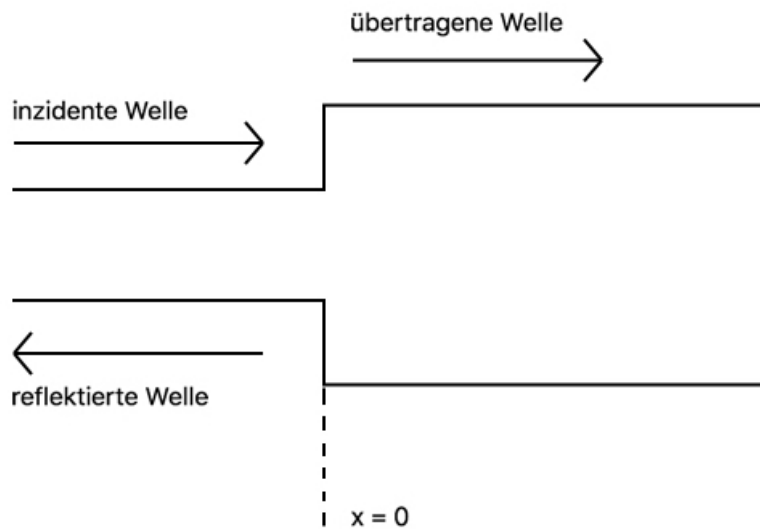 übertragene Welle
inzidente Welle
reflektierte Welle
x = 0